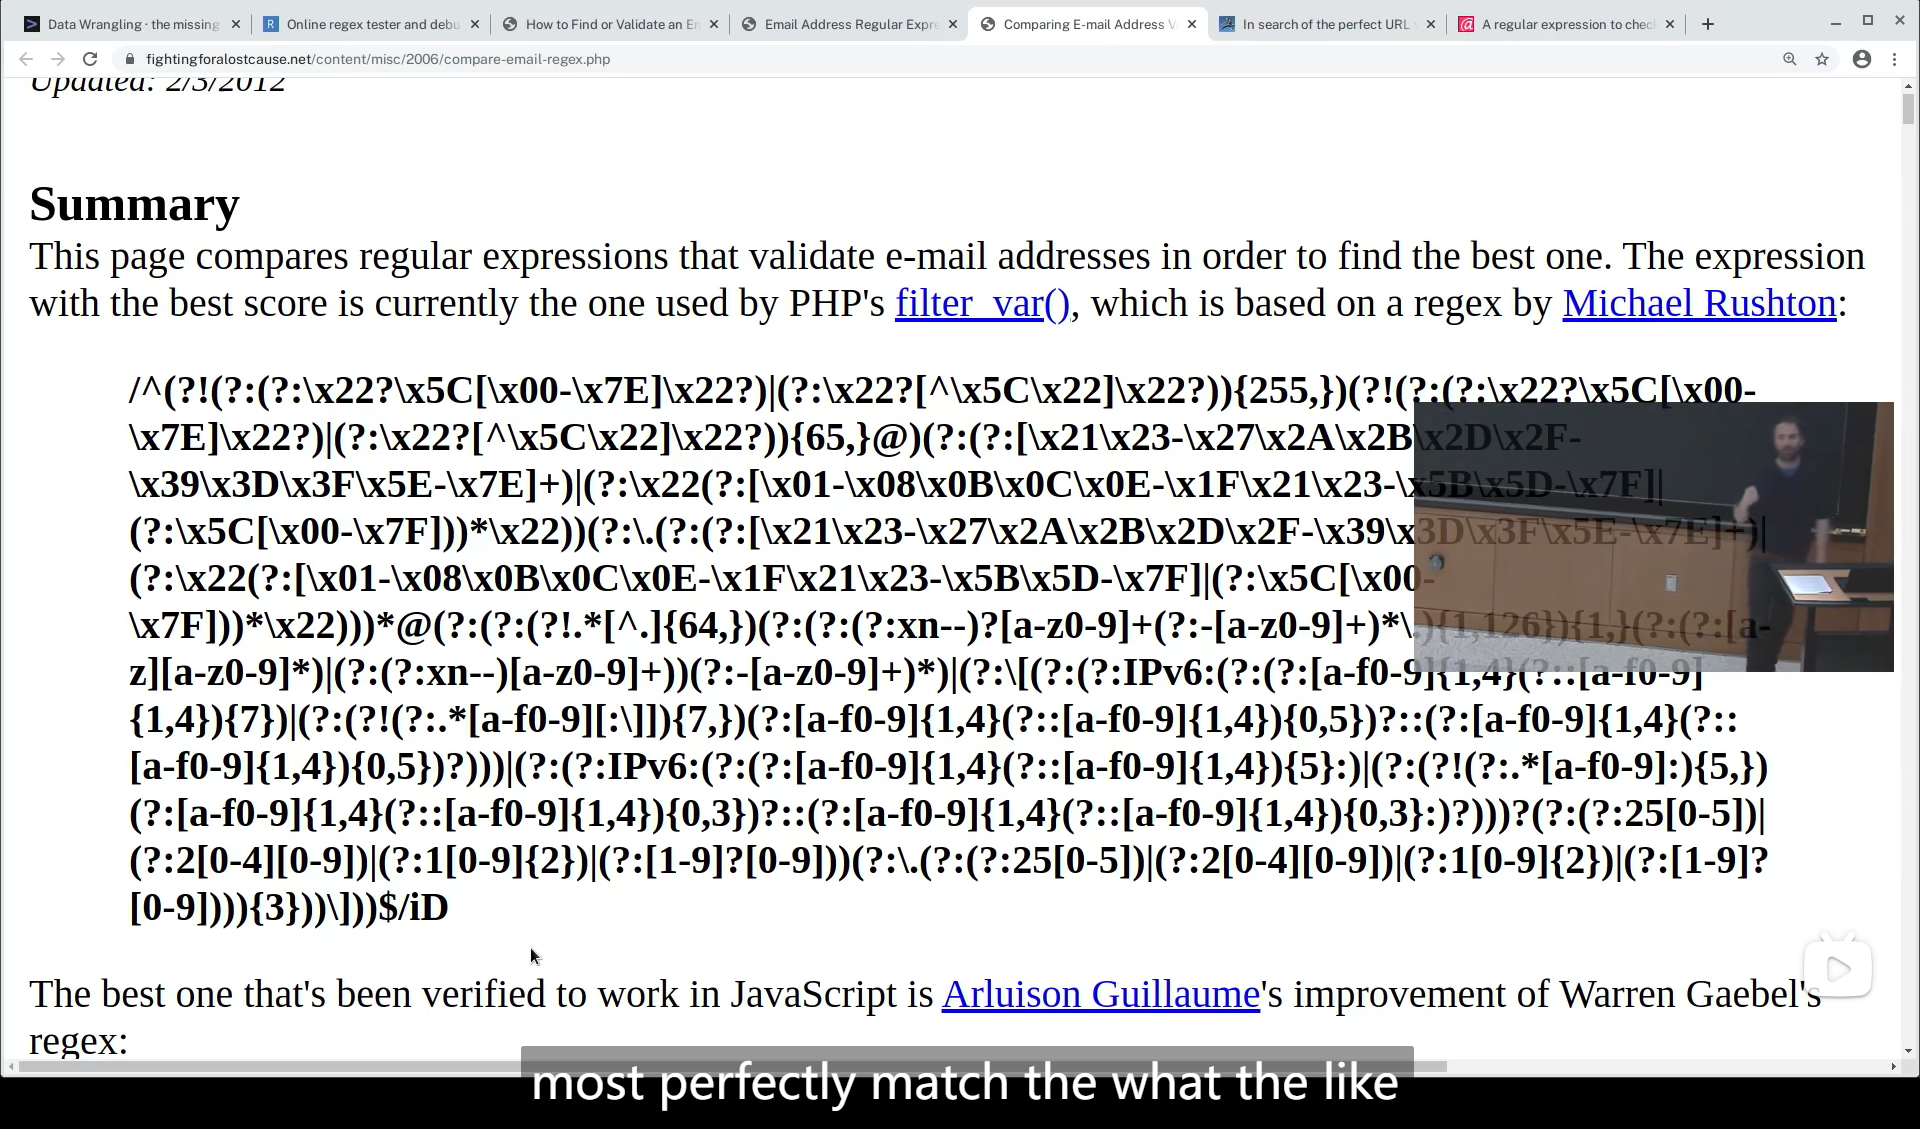 Data Wrangling · the missing
Online regex tester and debu
How to Find or Validate an En
Email Address Regular Expre
Comparing E-mail Address V
In search of the perfect URL
A regular expression to chec
fightingforalostcause.net/content/misc/2006/compare-email-regex.php
Updated: 2/3/2012
Summary
This page compares regular expressions that validate e-mail addresses in order to find the best one. The expression
with the best score is currently the one used by PHP's filter_var(), which is based on a regex by Michael Rushton:
/^(?!(?:(?:\x22?\x5C[\x00-\x7E]\x22?)|(?:\x22?[^\x5C\x22]\x22?)){255,})(?!(?:(?:\x22?\x5C[\x00-
\x7E]\x22?)|(?:\x22?[^\x5C\x22]\x22?)){65,}@)(?:(?:[\x21\x23-\x27\x2A\x2B\x2D\x2F-
\x39\x3D\x3F\x5E-\x7E]+)|(?:\x22(?:[\x01-\x08\x0B\x0C\x0E-\x1F\x21\x23-\x5B\x5D-\x7F]|
(?:\x5C[\x00-\x7F]))*\x22))(?:\.(?:(?:[\x21\x23-\x27\x2A\x2B\x2D\x2F-\x39\x3D\x3F\x5E-\x7E]+)|
(?:\x22(?:[\x01-\x08\x0B\x0C\x0E-\x1F\x21\x23-\x5B\x5D-\x7F]|(?:\x5C[\x00-
\x7F]))*\x22)))*@(?:(?:(?!.*[^.]{64,})(?:(?:(?:xn--)?[a-z0-9]+(?:-[a-z0-9]+)*\.){1,126}){1,}(?:(?:[a-
z][a-z0-9]*)|(?:(?:xn--)[a-z0-9]+))(?:-[a-z0-9]+)*)|(?:\[(?:(?:IPv6:(?:(?:[a-f0-9]{1,4}(?::[a-f0-9]
{1,4}){7})|(?:(?!(?:.*[a-f0-9][:\]]){7,})(?:[a-f0-9]{1,4}(?::[a-f0-9]{1,4}){0,5})?::(?:[a-f0-9]{1,4}(?::
[a-f0-9]{1,4}){0,5})?)))|(?:(?:IPv6:(?:(?:[a-f0-9]{1,4}(?::[a-f0-9]{1,4}){5}:)|(?:(?!(?:.*[a-f0-9]:){5,})
(?:[a-f0-9]{1,4}(?::[a-f0-9]{1,4}){0,3})?::(?:[a-f0-9]{1,4}(?::[a-f0-9]{1,4}){0,3}:)?)))?(?:(?:25[0-5])|
(?:2[0-4][0-9])|(?:1[0-9]{2})|(?:[1-9]?[0-9]))(?:\.(?:(?:25[0-5])|(?:2[0-4][0-9])|(?:1[0-9]{2})|(?:[1-9]?
[0-9]))){3}))\]))$/iD
The best one that's been verified to work in JavaScript is Arluison Guillaume's improvement of Warren Gaebel's
regex:
most perfectly match the what the like